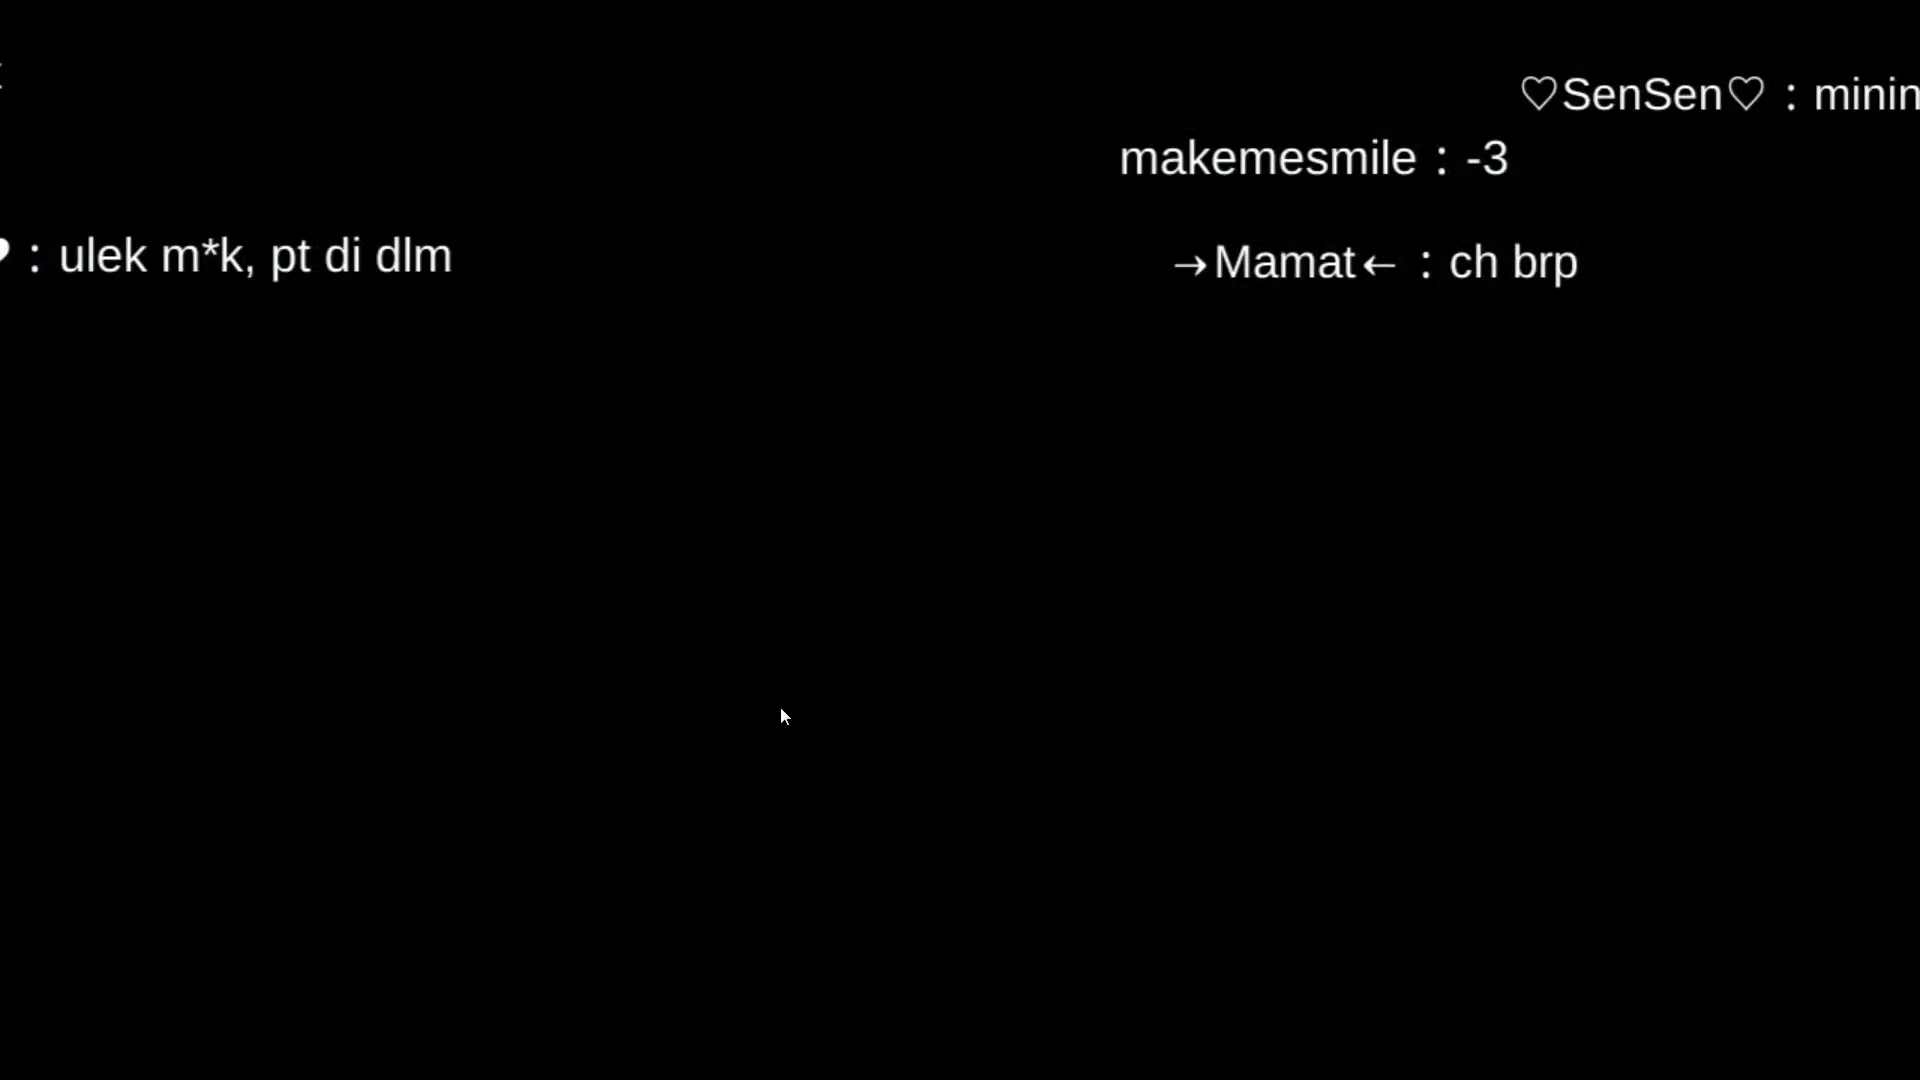 ♡SenSen♡ : minin
makemesmile : -3
: ulek m*k, pt di dlm
→Mamat← : ch brp